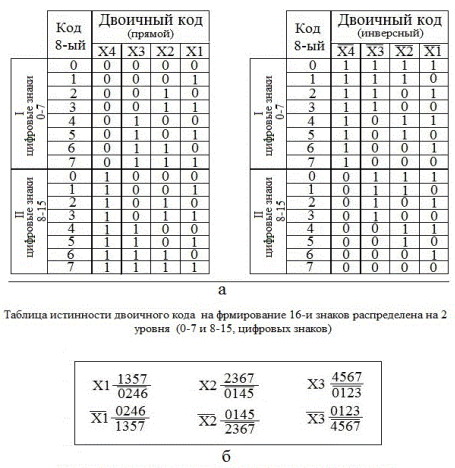 Код 8-ый Двоичный код (прямой)
X4 X3 X2 X1
I цифровые знаки 0-7
0 0 0 0 0
1 0 0 0 1
2 0 0 1 0
3 0 0 1 1
4 0 1 0 0
5 0 1 0 1
6 0 1 1 0
7 0 1 1 1
II цифровые знаки 8-15
0 1 0 0 0
1 1 0 0 1
2 1 0 1 0
3 1 0 1 1
4 1 1 0 0
5 1 1 0 1
6 1 1 1 0
7 1 1 1 1
Код 8-ый Двоичный код (инверсный)
X̅4 X̅3 X̅2 X̅1
I цифровые знаки 0-7
0 1 1 1 1
1 1 1 1 0
2 1 1 0 1
3 1 1 0 0
4 1 0 1 1
5 1 0 1 0
6 1 0 0 1
7 1 0 0 0
II цифровые знаки 8-15
0 0 1 1 1
1 0 1 1 0
2 0 1 0 1
3 0 1 0 0
4 0 0 1 1
5 0 0 1 0
6 0 0 0 1
7 0 0 0 0
а
Таблица истинности двоичного кода на фрмирование 16-и знаков распределена на 2
уровня (0-7 и 8-15, цифровых знаков)
X1 1357/0246 X2 2367/0145 X3 4567/0123
X̅1 0246/1357 X̅2 0145/2367 X̅3 0123/4567
б